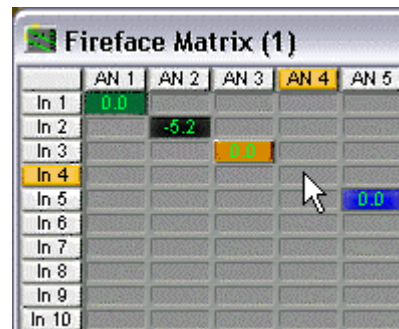 Fireface Matrix (1)
AN 1 AN 2 AN 3 AN 4 AN 5
In 1 0.0
In 2 -5.2
In 3 0.0
In 4
In 5 0.0
In 6
In 7
In 8
In 9
In 10